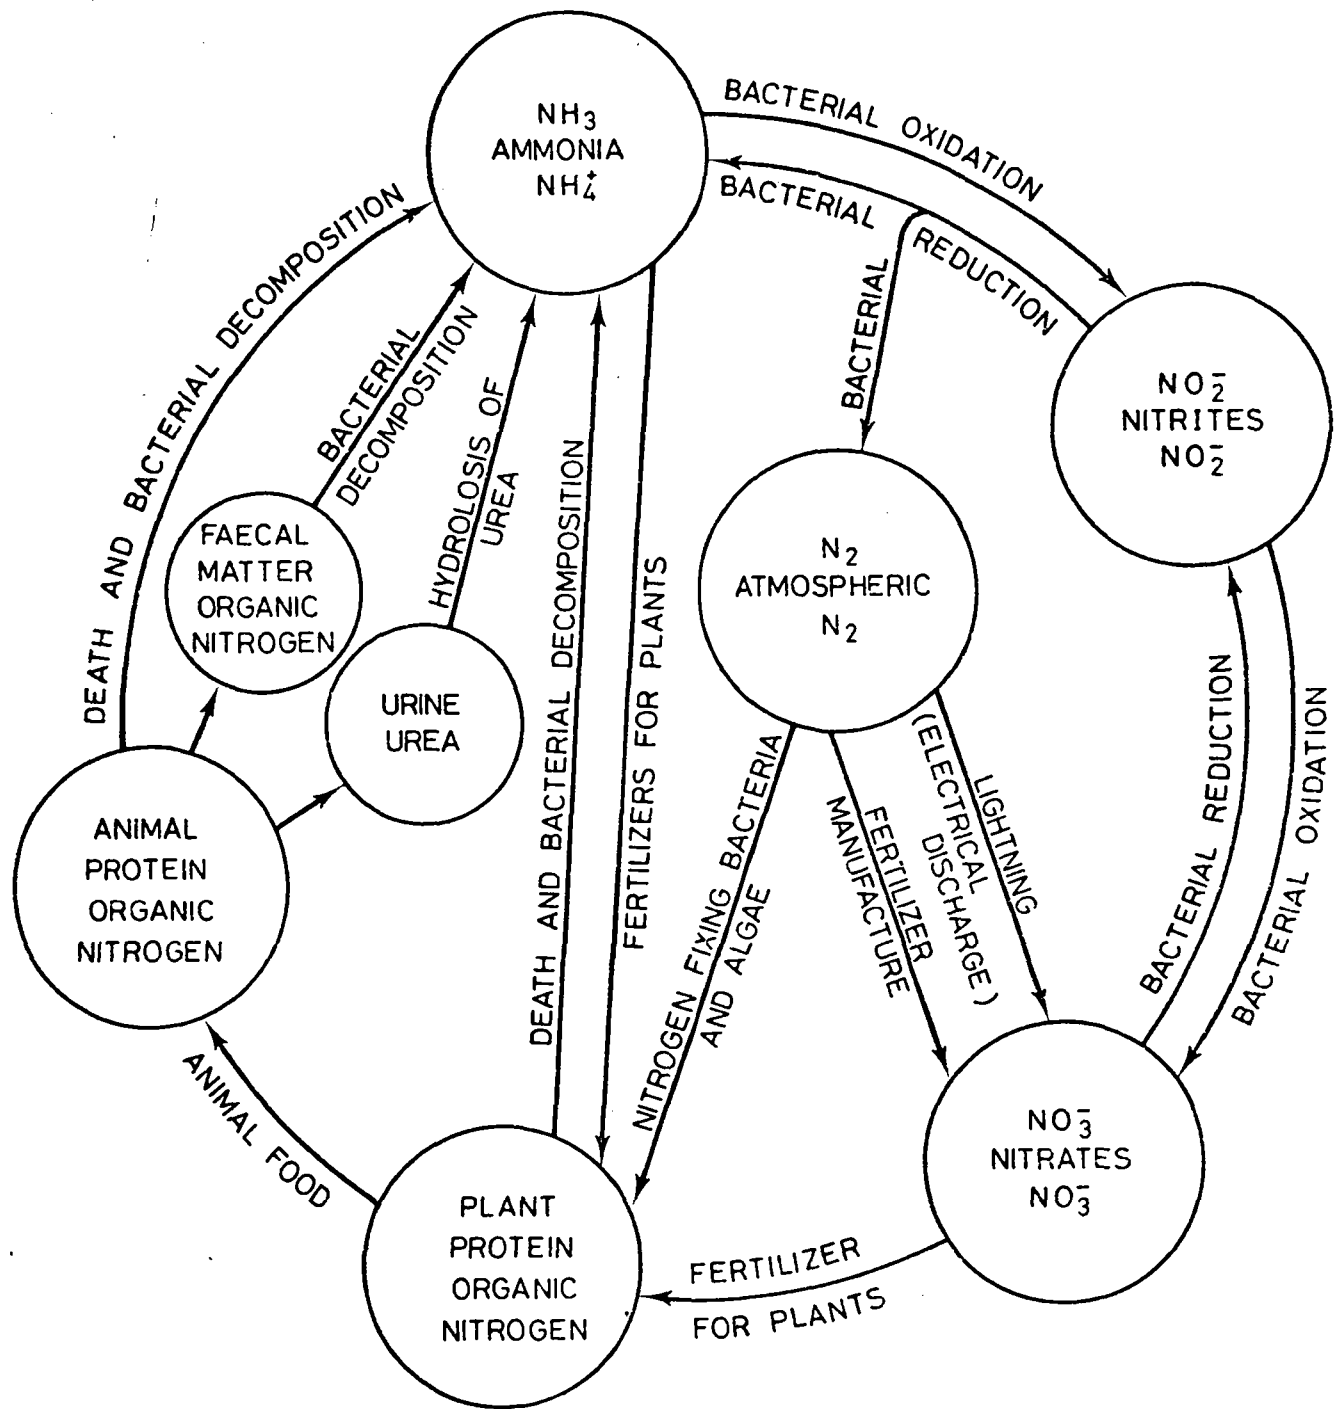 NH3
AMMONIA
NH4+
BACTERIAL OXIDATION
BACTERIAL REDUCTION
BACTERIAL
NO2-
NITRITES
NO2-
DEATH AND BACTERIAL DECOMPOSITION
BACTERIAL
DECOMPOSITION
HYDROLOSIS OF
UREA
FAECAL
MATTER
ORGANIC
NITROGEN
URINE
UREA
DEATH AND BACTERIAL DECOMPOSITION
FERTILIZERS FOR PLANTS
N2
ATMOSPHERIC
N2
NITROGEN FIXING BACTERIA
AND ALGAE
FERTILIZER
MANUFACTURE
LIGHTNING
(ELECTRICAL
DISCHARGE)
BACTERIAL REDUCTION
BACTERIAL OXIDATION
ANIMAL
PROTEIN
ORGANIC
NITROGEN
ANIMAL FOOD
PLANT
PROTEIN
ORGANIC
NITROGEN
FERTILIZER
FOR PLANTS
NO3-
NITRATES
NO3-